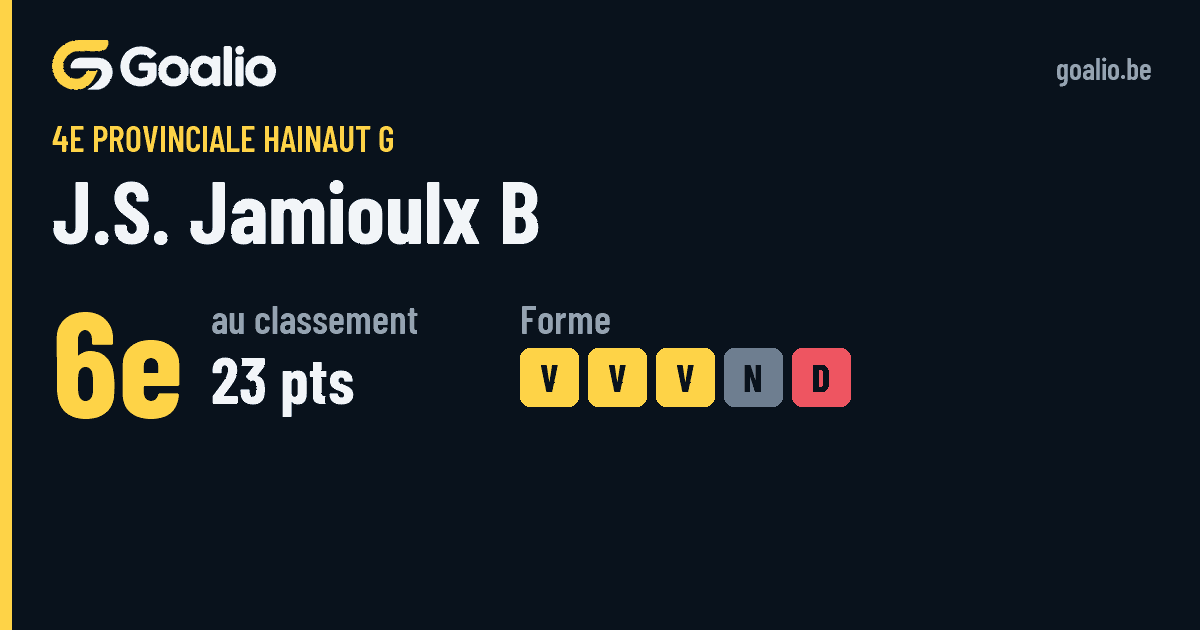 Goalio
goalio.be
4E PROVINCIALE HAINAUT G
J.S. Jamioulx B
6e
au classement
23 pts
Forme
V V V N D